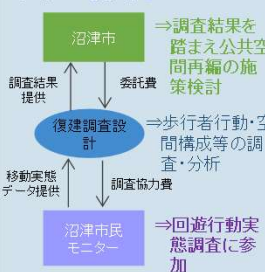 沼津市
⇒調査結果を
踏まえ公共空
間再編の施
策検討
調査結果
提供
委託費
復建調査設
計
⇒歩行者行動・空
間構成等の調
査・分析
移動実態
データ提供
調査協力費
沼津市民
モニター
⇒回遊行動実
態調査に参
加